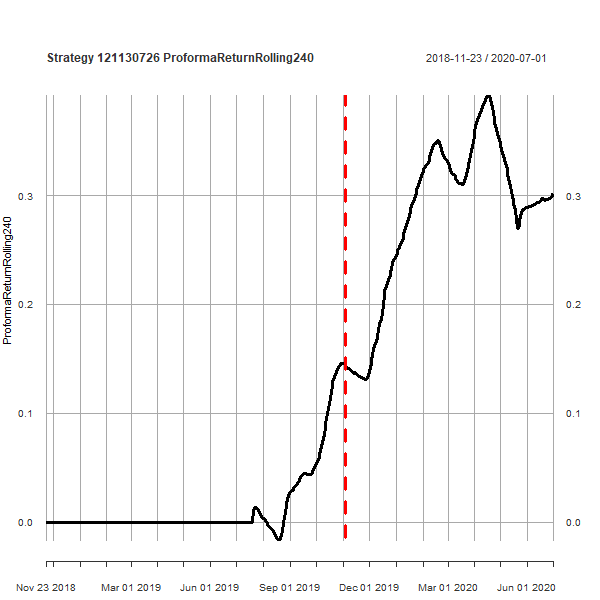 Strategy 121130726 ProformaReturnRolling240
2018-11-23 / 2020-07-01
ProformaReturnRolling240
0.3
0.3
0.2
0.2
0.1
0.1
0.0
0.0
Nov 23 2018
Mar 01 2019
Jun 01 2019
Sep 01 2019
Dec 01 2019
Mar 01 2020
Jun 01 2020